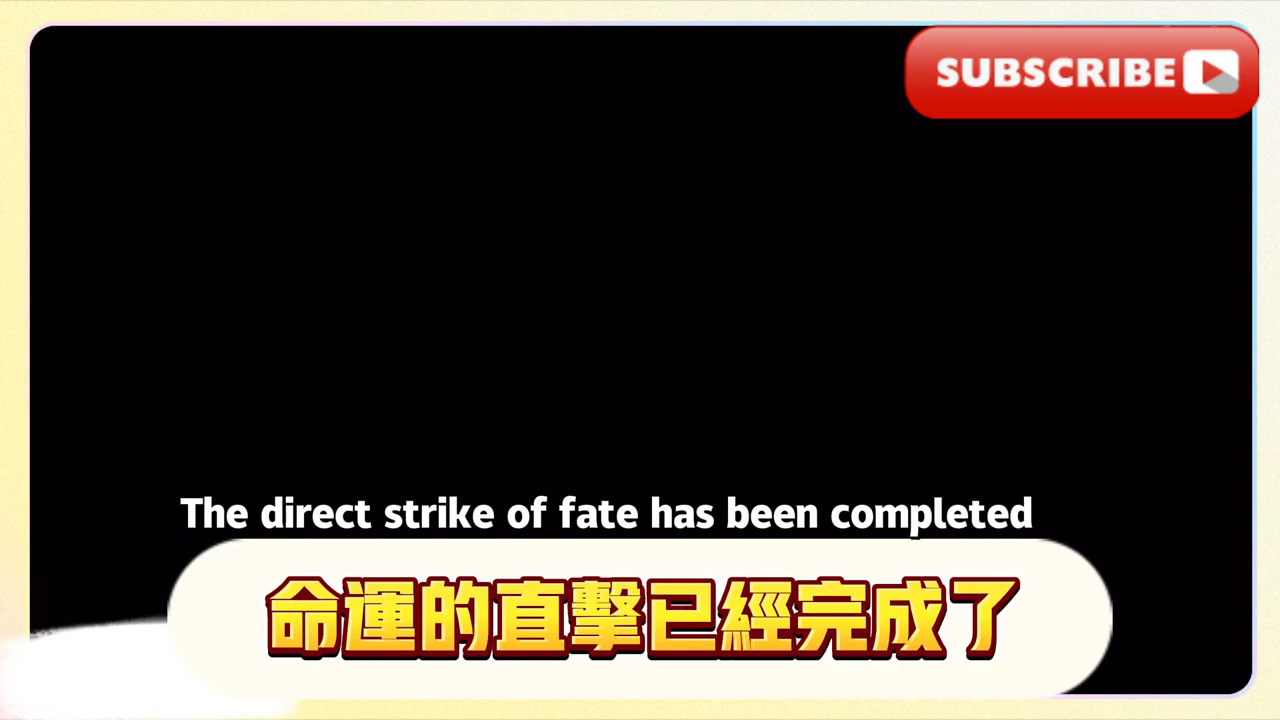 SUBSCRIBE
The direct strike of fate has been completed
命運的直擊已經完成了